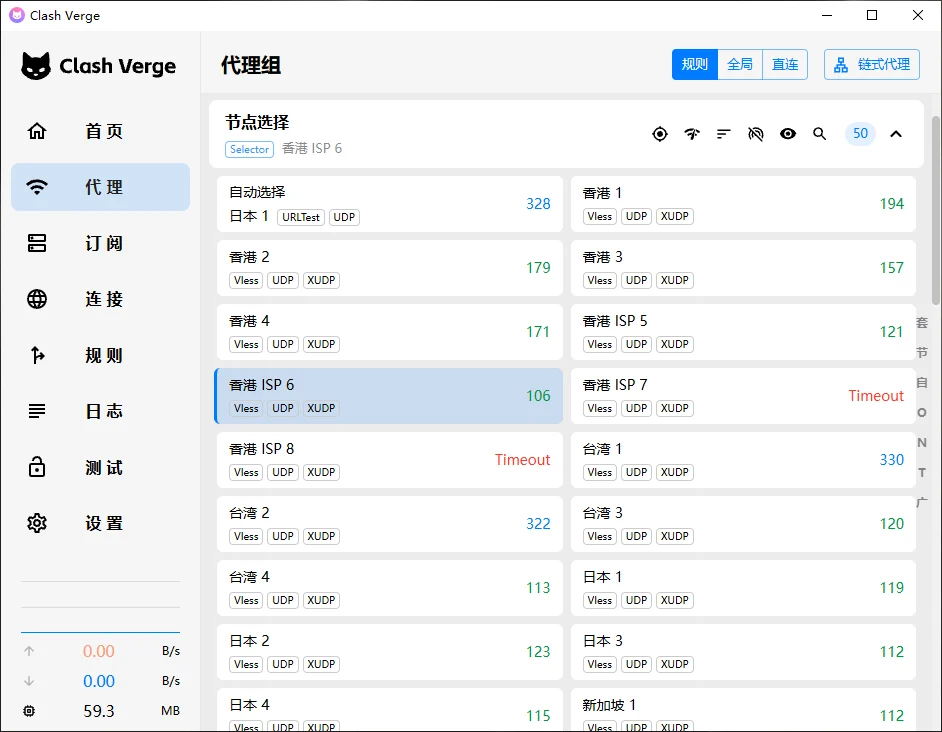 Clash Verge
Clash Verge
首页
代理
订阅
连接
规则
日志
测试
设置
0.00 B/s
0.00 B/s
59.3 MB
代理组
规则 全局 直连 链式代理
节点选择
Selector 香港 ISP 6
50
自动选择
日本 1 URLTest UDP
328
香港 1
Vless UDP XUDP
194
香港 2
Vless UDP XUDP
179
香港 3
Vless UDP XUDP
157
香港 4
Vless UDP XUDP
171
香港 ISP 5
Vless UDP XUDP
121
香港 ISP 6
Vless UDP XUDP
106
香港 ISP 7
Vless UDP XUDP
Timeout
香港 ISP 8
Vless UDP XUDP
Timeout
台湾 1
Vless UDP XUDP
330
台湾 2
Vless UDP XUDP
322
台湾 3
Vless UDP XUDP
120
台湾 4
Vless UDP XUDP
113
日本 1
Vless UDP XUDP
119
日本 2
Vless UDP XUDP
123
日本 3
Vless UDP XUDP
112
日本 4
Vless UDP XUDP
115
新加坡 1
Vless UDP XUDP
112
套
节
自
O
N
T
广